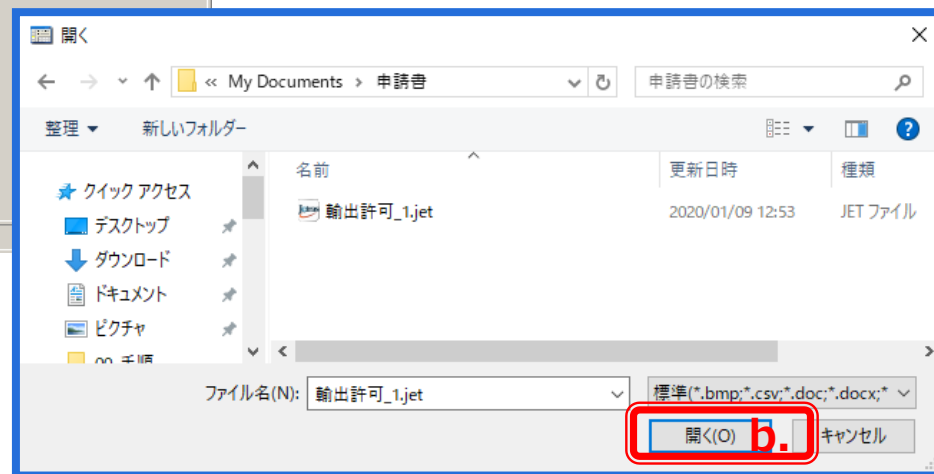 開く
« My Documents › 申請書
申請書の検索
整理 ▼ 新しいフォルダー
名前 更新日時 種類
クイック アクセス
輸出許可_1.jet 2020/01/09 12:53 JET ファイル
デスクトップ
ダウンロード
ドキュメント
ピクチャ
ファイル名(N): 輸出許可_1.jet 標準(*.bmp;*.csv;*.doc;*.docx;*
開く(O) b. キャンセル